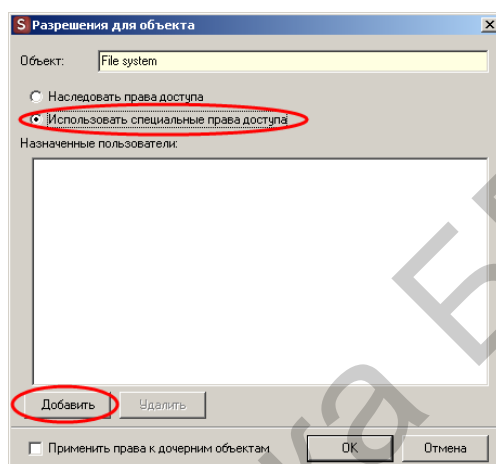 S Разрешения для объекта
Объект: File system
Наследовать права доступа
Использовать специальные права доступа
Назначенные пользователи:
Добавить Удалить
Применить права к дочерним объектам OK Отмена